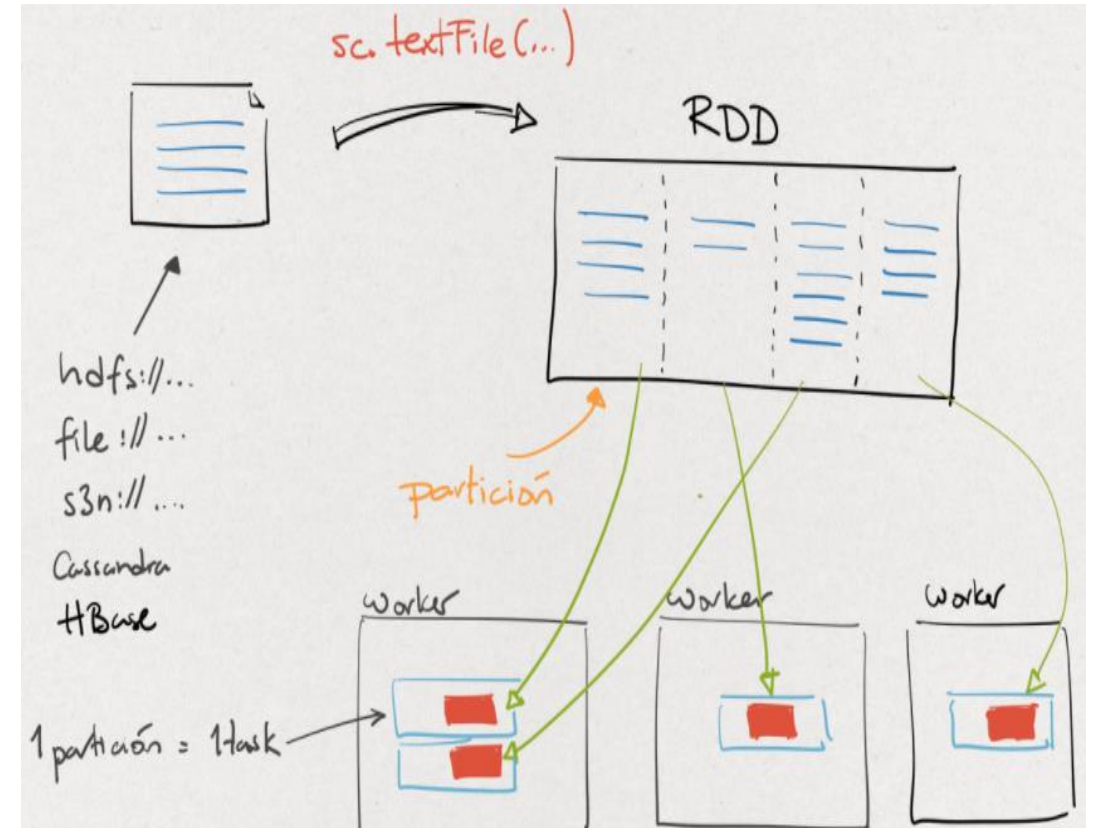 sc.textFile(...)
RDD
hdfs://...
file://...
s3n://....
Cassandra
HBase
partición
worker
worker
worker
1 partición = 1 task